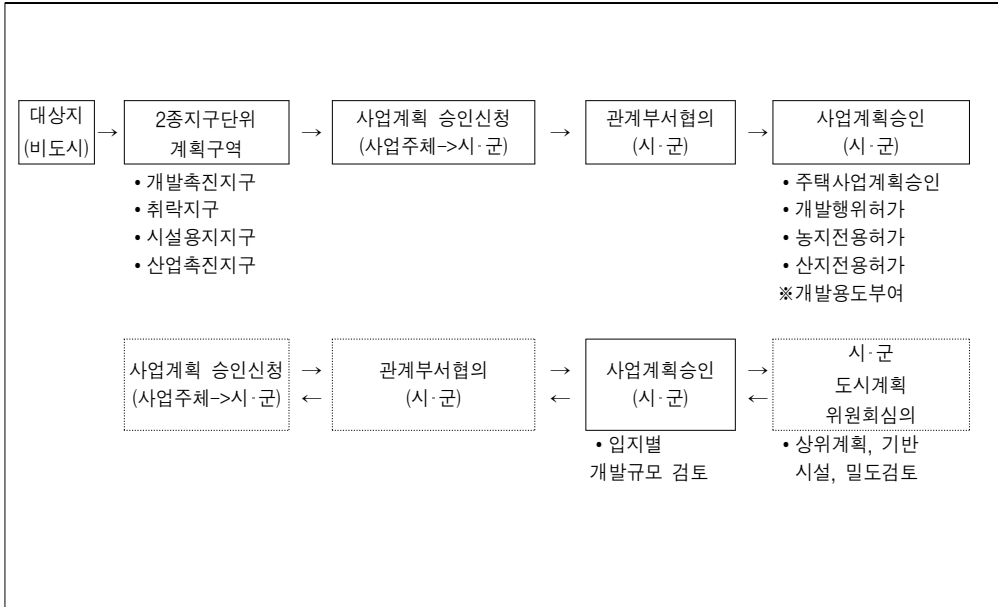 대상지
(비도시)
→
2종지구단위
계획구역
→
사업계획 승인신청
(사업주체->시·군)
→
관계부서협의
(시·군)
→
사업계획승인
(시·군)
• 개발촉진지구
• 취락지구
• 시설용지지구
• 산업촉진지구
• 주택사업계획승인
• 개발행위허가
• 농지전용허가
• 산지전용허가
※개발용도부여
사업계획 승인신청
(사업주체->시·군)
→
←
관계부서협의
(시·군)
→
←
사업계획승인
(시·군)
→
←
시·군
도시계획
위원회심의
• 입지별
개발규모 검토
• 상위계획, 기반
시설, 밀도검토